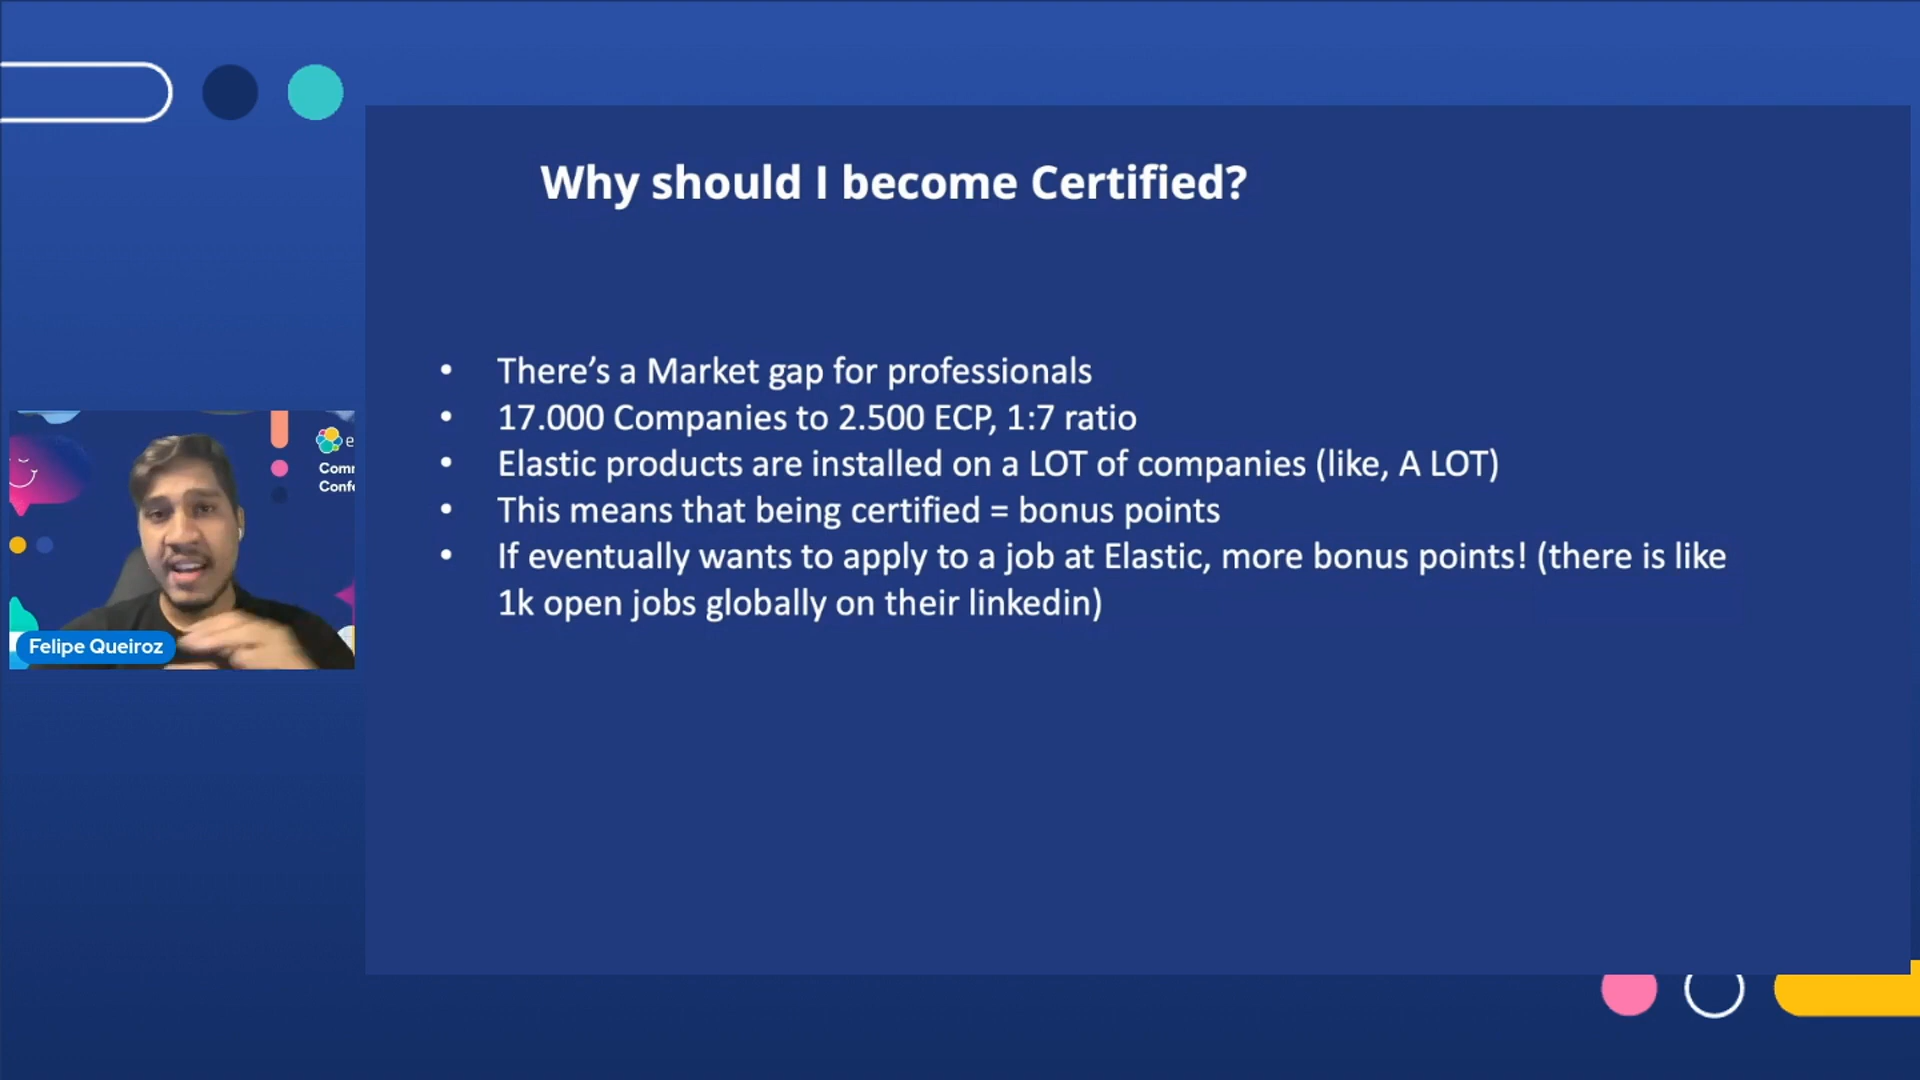 Why should I become Certified?
• There’s a Market gap for professionals
• 17.000 Companies to 2.500 ECP, 1:7 ratio
• Elastic products are installed on a LOT of companies (like, A LOT)
• This means that being certified = bonus points
• If eventually wants to apply to a job at Elastic, more bonus points! (there is like
1k open jobs globally on their linkedin)
e
Comm
Confe
Felipe Queiroz